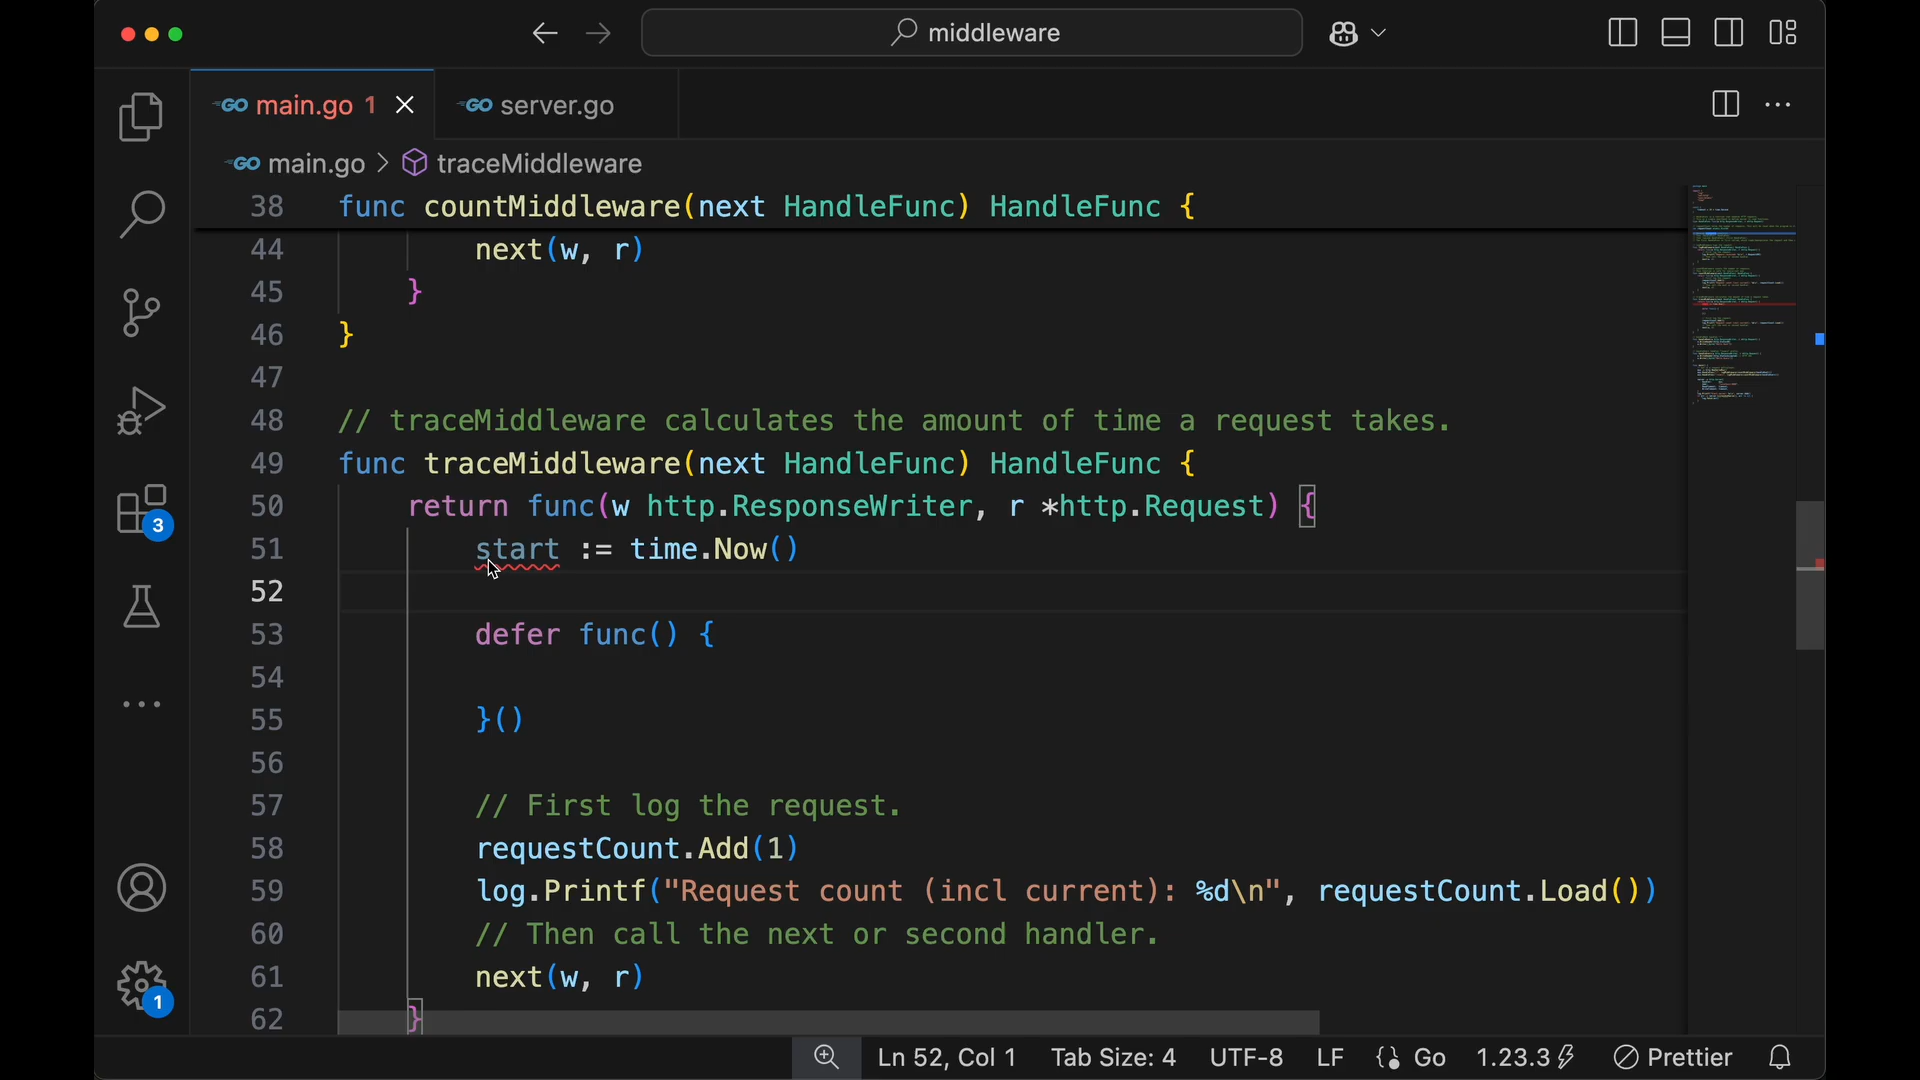 middleware
GO main.go 1
GO server.go
GO main.go > traceMiddleware
38 func countMiddleware(next HandleFunc) HandleFunc {
44 next(w, r)
45 }
46 }
47
48 // traceMiddleware calculates the amount of time a request takes.
49 func traceMiddleware(next HandleFunc) HandleFunc {
50 return func(w http.ResponseWriter, r *http.Request) {
51 start := time.Now()
52
53 defer func() {
54
55 }()
56
57 // First log the request.
58 requestCount.Add(1)
59 log.Printf("Request count (incl current): %d\n", requestCount.Load())
60 // Then call the next or second handler.
61 next(w, r)
62 }
3
1
Ln 52, Col 1 Tab Size: 4 UTF-8 LF {} Go 1.23.3 Prettier